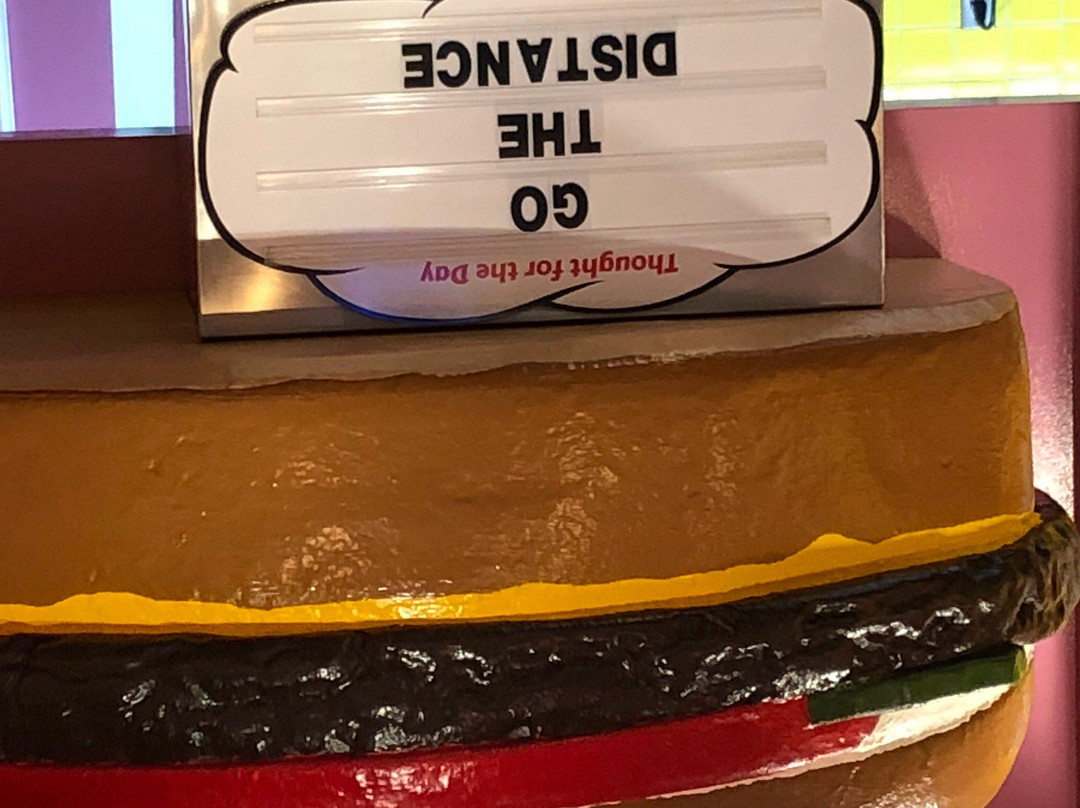 Thought for the Day
GO
THE
DISTANCE